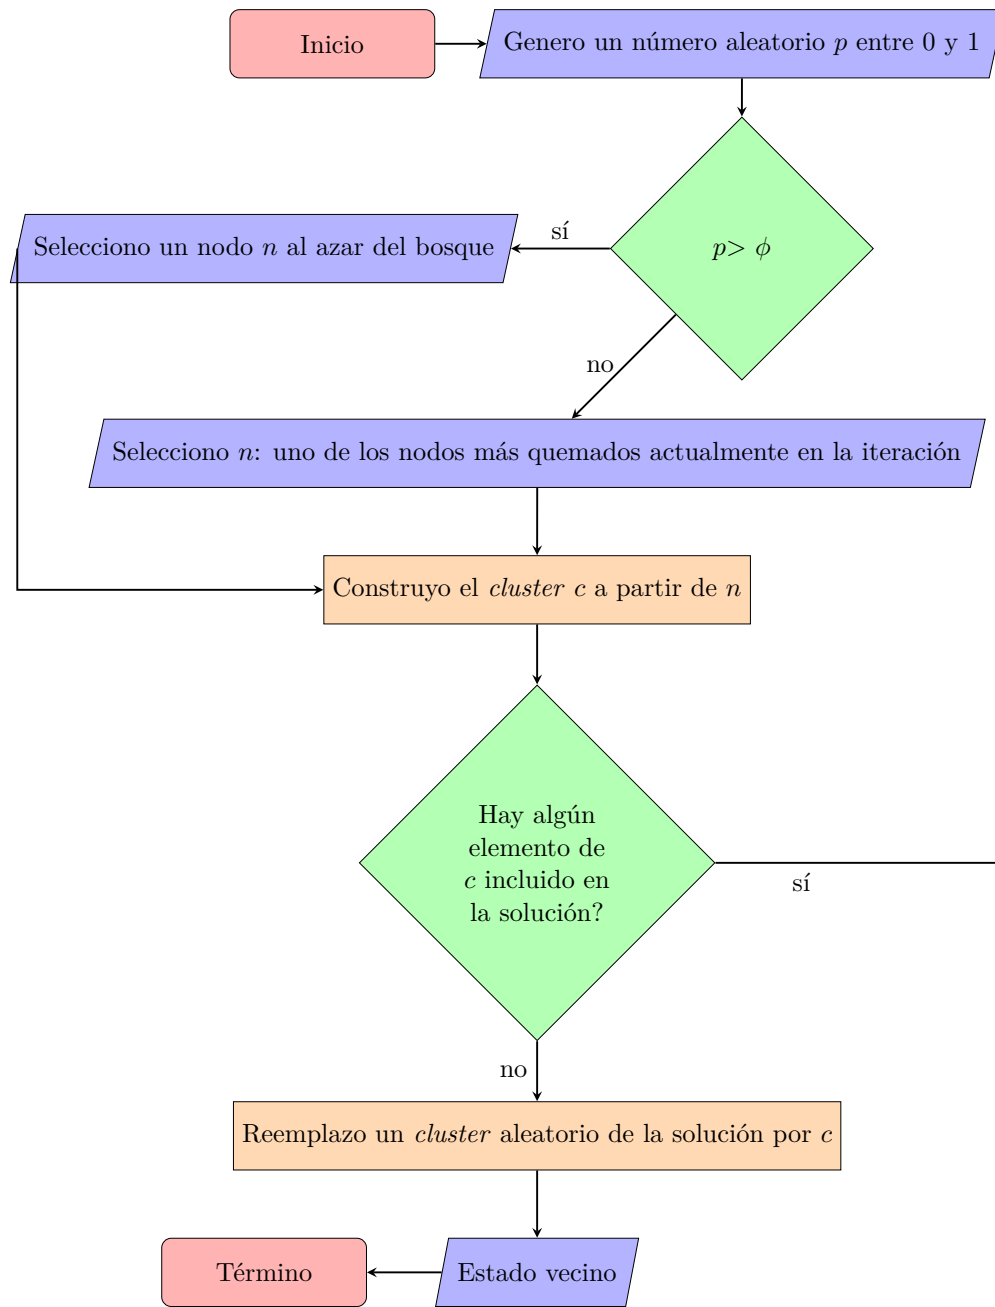 Inicio
Genero un número aleatorio p entre 0 y 1
p> ϕ
sí
Selecciono un nodo n al azar del bosque
no
Selecciono n: uno de los nodos más quemados actualmente en la iteración
Construyo el cluster c a partir de n
Hay algún
elemento de
c incluido en
la solución?
sí
no
Reemplazo un cluster aleatorio de la solución por c
Estado vecino
Término